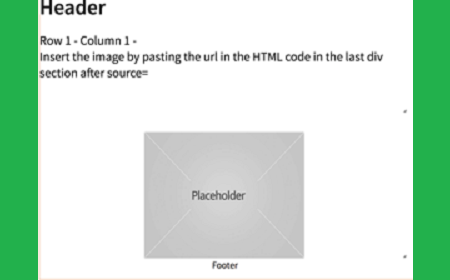 Header
Row 1 - Column 1 -
Insert the image by pasting the url in the HTML code in the last div
section after source=
Placeholder
Footer